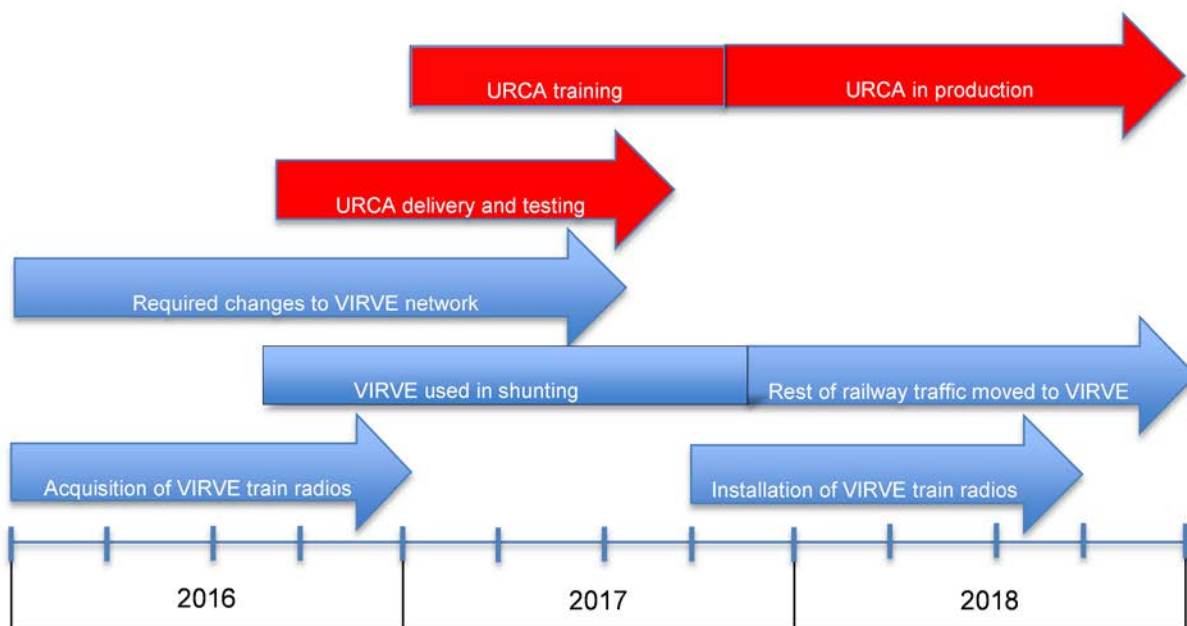 URCA training
URCA in production
URCA delivery and testing
Required changes to VIRVE network
VIRVE used in shunting
Rest of railway traffic moved to VIRVE
Acquisition of VIRVE train radios
Installation of VIRVE train radios
2016
2017
2018